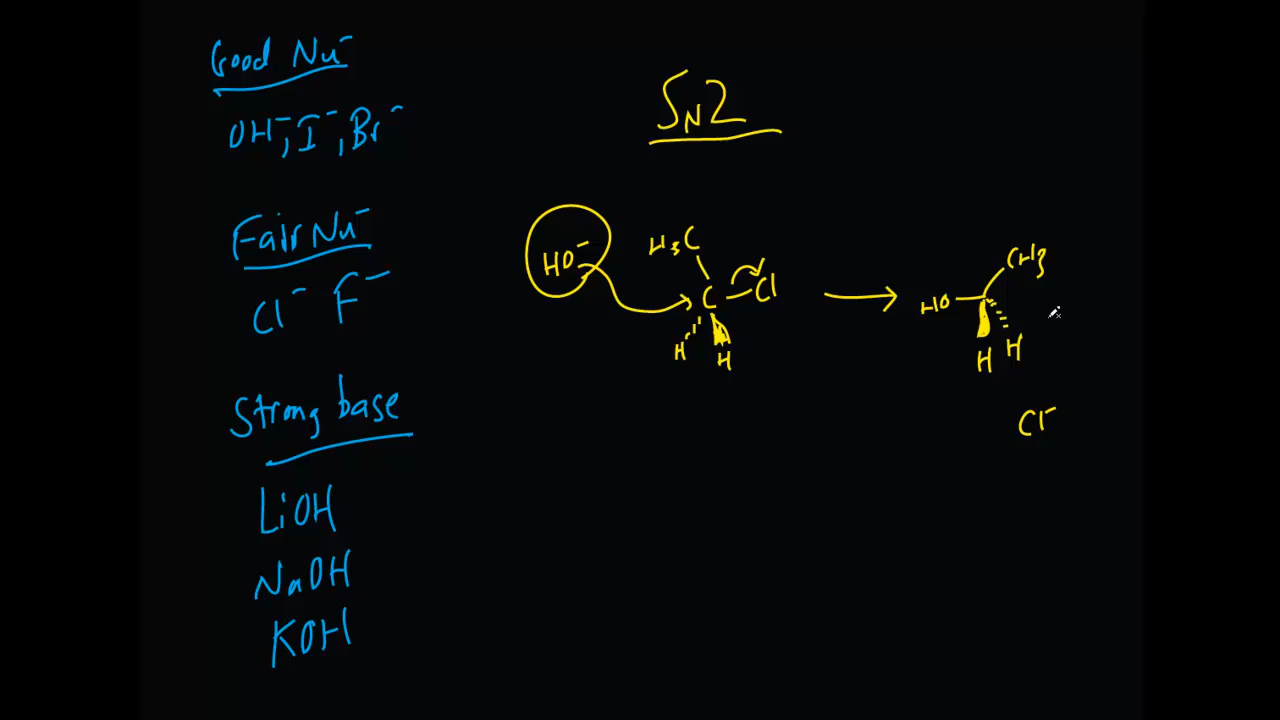 Good Nu⁻
OH⁻, I⁻, Br⁻
Fair Nu⁻
Cl⁻ F⁻
Strong base
LiOH
NaOH
KOH
SN2
HO⁻
H₃C
C
Cl
H
H
CH3
HO
H
H
Cl⁻